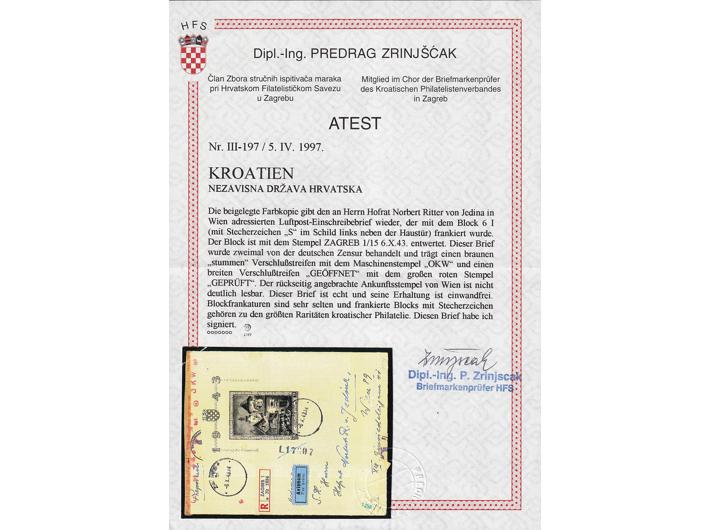 HFS
Dipl.-Ing. PREDRAG ZRINJŠĆAK
Član Zbora stručnih ispitivača maraka
pri Hrvatskom Filatelističkom Savezu
u Zagrebu
Mitglied im Chor der Briefmarkenprüfer
des Kroatischen Philatelistenverbandes
in Zagreb
ATEST
Nr. III-197 / 5. IV. 1997.
KROATIEN
NEZAVISNA DRŽAVA HRVATSKA
Die beigelegte Farbkopie gibt den an Herrn Hofrat Norbert Ritter von Jedina in
Wien adressierten Luftpost-Einschreibebrief wieder, der mit dem Block 6 I
(mit Stecherzeichen „S“ im Schild links neben der Haustür) frankiert wurde.
Der Block ist mit dem Stempel ZAGREB 1/15 6.X.43. entwertet. Dieser Brief
wurde zweimal von der deutschen Zensur behandelt und trägt einen braunen
„stummen“ Verschlußstreifen mit dem Maschinenstempel „OKW“ und einen
breiten Verschlußstreifen „GEÖFFNET“ mit dem großen roten Stempel
„GEPRÜFT“. Der rückseitig angebrachte Ankunftsstempel von Wien ist nicht
deutlich lesbar. Dieser Brief ist echt und seine Erhaltung ist einwandfrei.
Blockfrankaturen sind sehr selten und frankierte Blocks mit Stecherzeichen
gehören zu den größten Raritäten kroatischer Philatelie. Diesen Brief habe ich
signiert.
Dipl.-Ing. P. Zrinjscak
Briefmarkenprüfer HFS
1943
ZAGREB 1
R